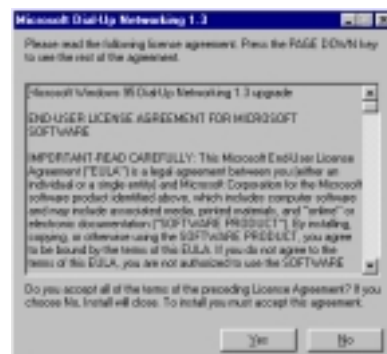 Microsoft Dial-Up Networking 1.3
Please read the following license agreement. Press the PAGE DOWN key
to see the rest of the agreement.
Microsoft Windows 95 Dial-Up Networking 1.3 upgrade
END-USER LICENSE AGREEMENT FOR MICROSOFT
SOFTWARE
IMPORTANT-READ CAREFULLY: This Microsoft End-User License
Agreement ("EULA") is a legal agreement between you (either an
individual or a single entity) and Microsoft Corporation for the Microsoft
software product identified above, which includes computer software
and may include associated media, printed materials, and "online" or
electronic documentation ("SOFTWARE PRODUCT"). By installing,
copying, or otherwise using the SOFTWARE PRODUCT, you agree
to be bound by the terms of this EULA. If you do not agree to the
terms of this EULA, you are not authorized to use the SOFTWARE
Do you accept all of the terms of the preceding License Agreement? If you
choose No, Install will close. To install you must accept this agreement.
Yes
No